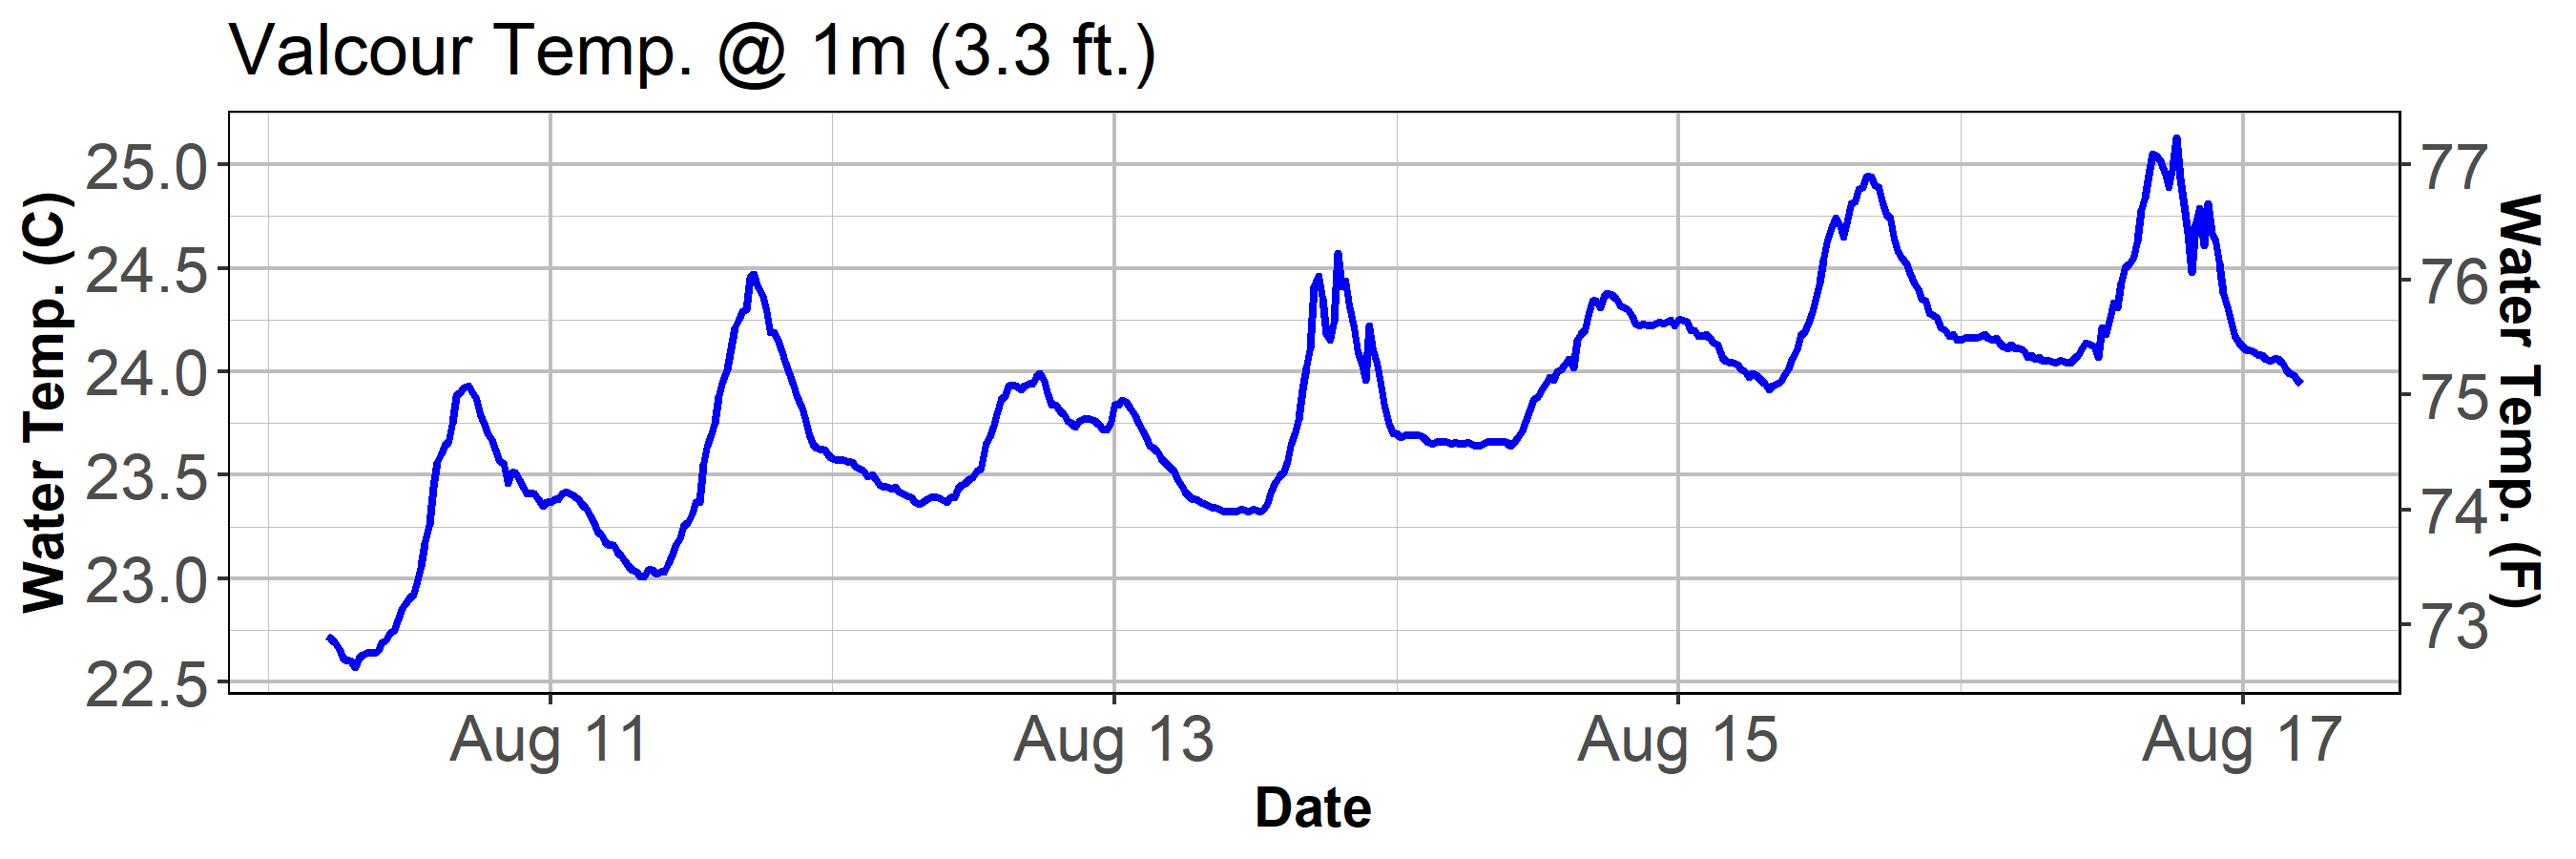 Valcour Temp. @ 1m (3.3 ft.)
Water Temp. (C)
25.0
24.5
24.0
23.5
23.0
22.5
77
76
75
74
73
Water Temp. (F)
Aug 11 Aug 13 Aug 15 Aug 17
Date